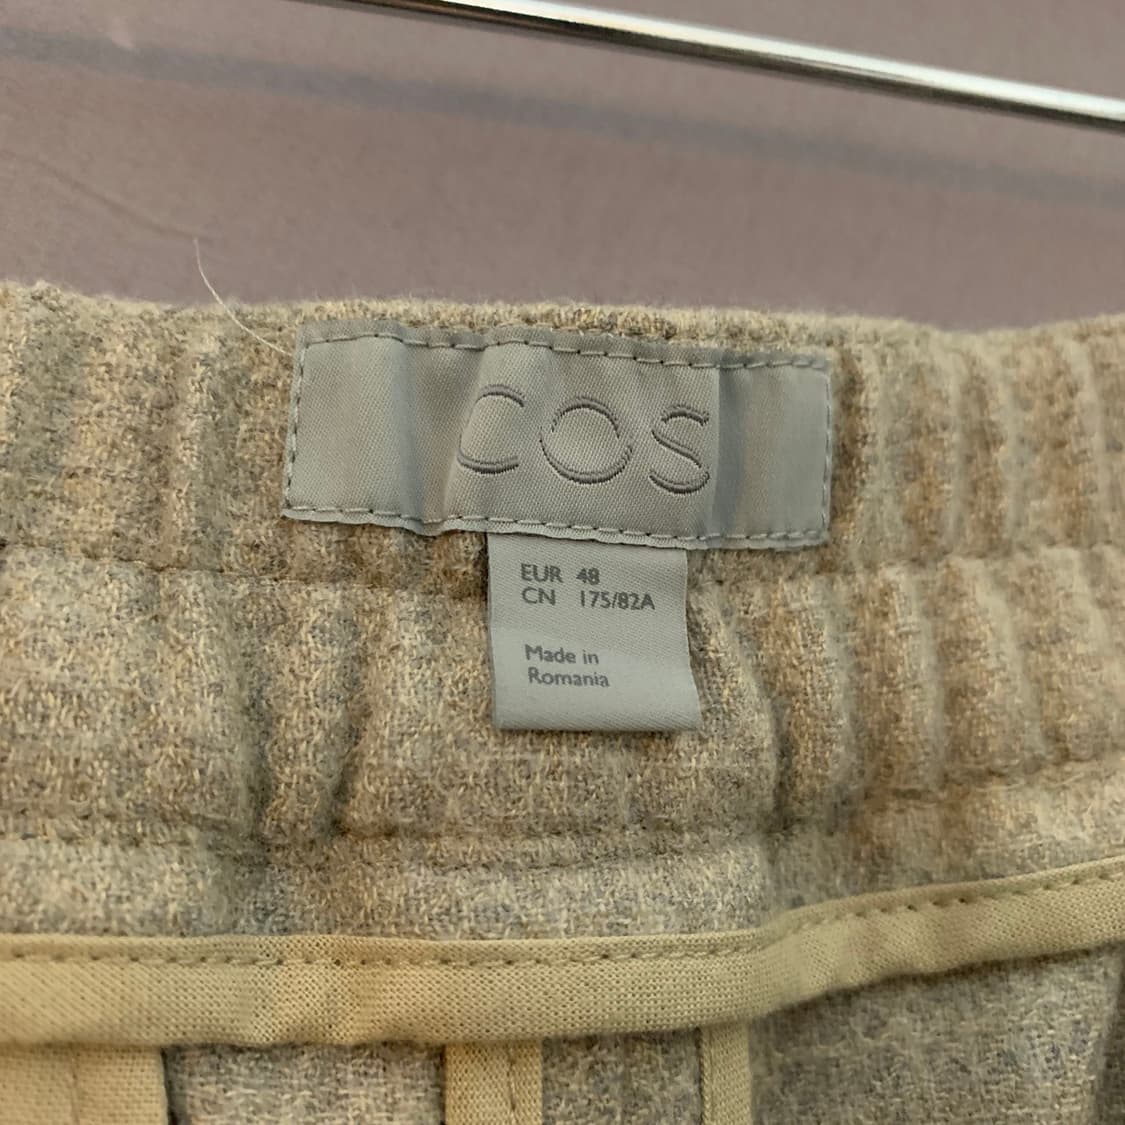 COS
EUR 48
CN 175/82A
Made in
Romania